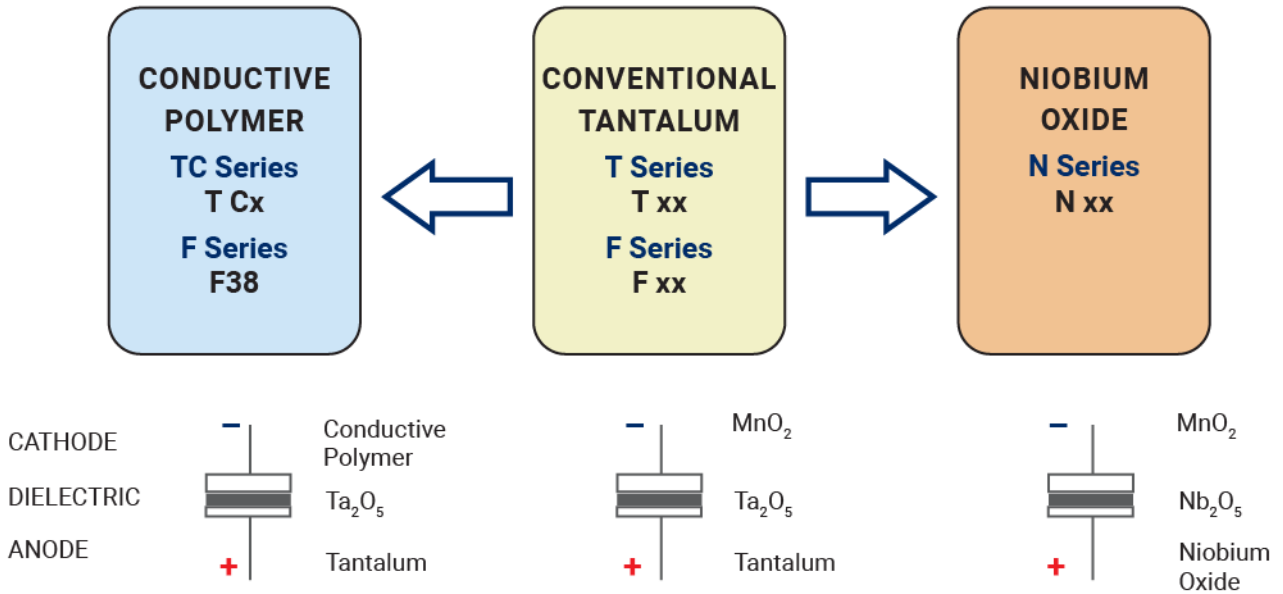 CONDUCTIVE
POLYMER
TC Series
T Cx
F Series
F38
CONVENTIONAL
TANTALUM
T Series
T xx
F Series
F xx
NIOBIUM
OXIDE
N Series
N xx
CATHODE
−
Conductive
Polymer
−
MnO₂
−
MnO₂
DIELECTRIC
Ta₂O₅
Ta₂O₅
Nb₂O₅
ANODE
+
Tantalum
+
Tantalum
+
Niobium
Oxide